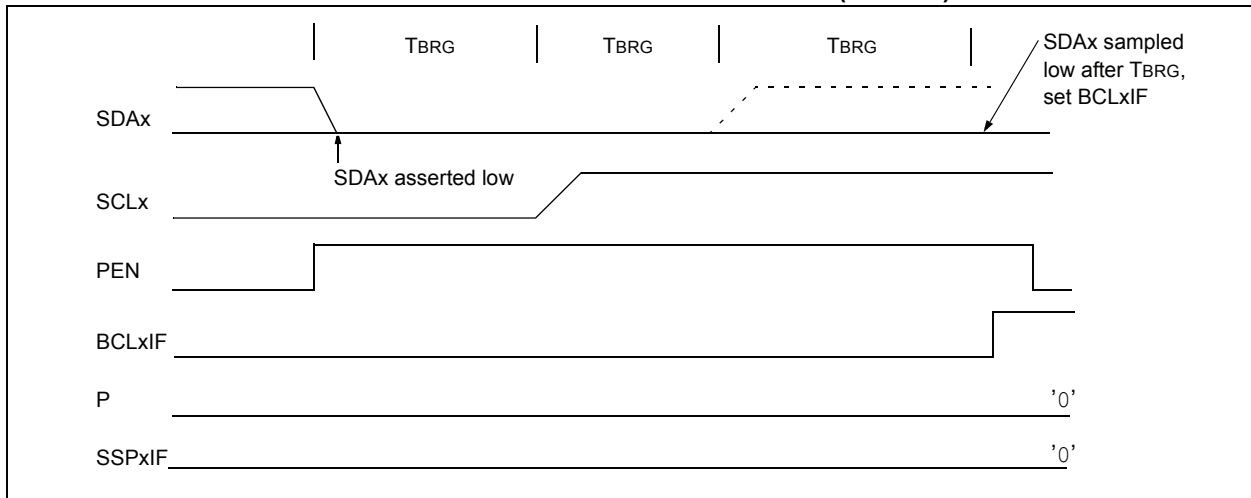 TBRG TBRG TBRG
SDAx sampled
low after TBRG,
set BCLxIF
SDAx
SDAx asserted low
SCLx
PEN
BCLxIF
P '0'
SSPxIF '0'